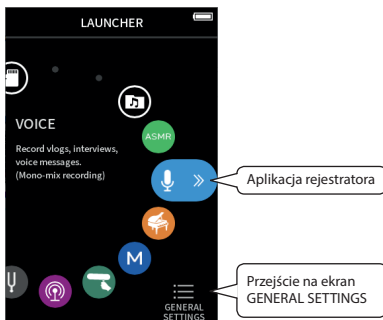 LAUNCHER
VOICE
Record vlogs, interviews,
voice messages.
(Mono-mix recording)
ASMR
Aplikacja rejestratora
M
GENERAL
SETTINGS
Przejście na ekran
GENERAL SETTINGS